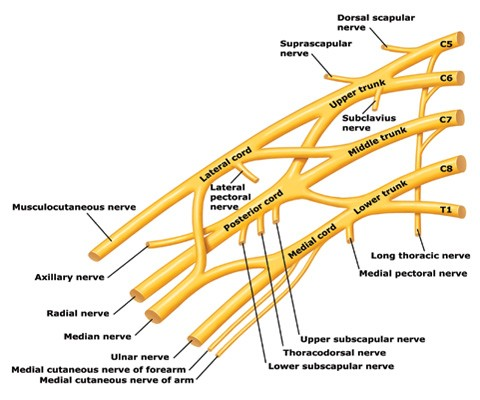 Dorsal scapular
nerve
Suprascapular
nerve
C5
C6
Upper trunk
Subclavius
nerve
C7
Middle trunk
Lateral cord
C8
Lateral
pectoral
nerve
Lower trunk
Posterior cord
Musculocutaneous nerve
T1
Medial cord
Long thoracic nerve
Axillary nerve
Medial pectoral nerve
Radial nerve
Median nerve
Upper subscapular nerve
Ulnar nerve
Thoracodorsal nerve
Medial cutaneous nerve of forearm
Lower subscapular nerve
Medial cutaneous nerve of arm